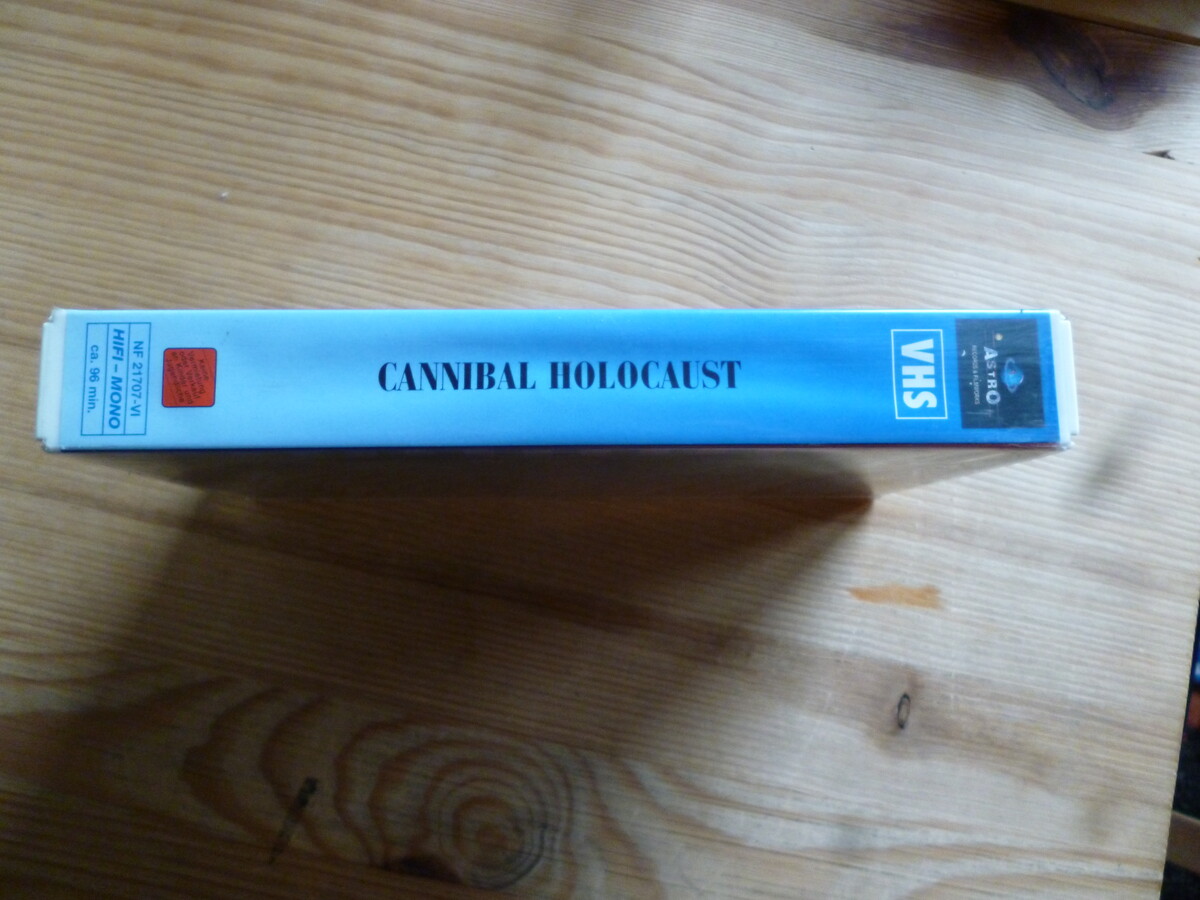 NF 21707-VI
HIFI - MONO
ca. 96 min.
CANNIBAL HOLOCAUST
VHS
ASTRO